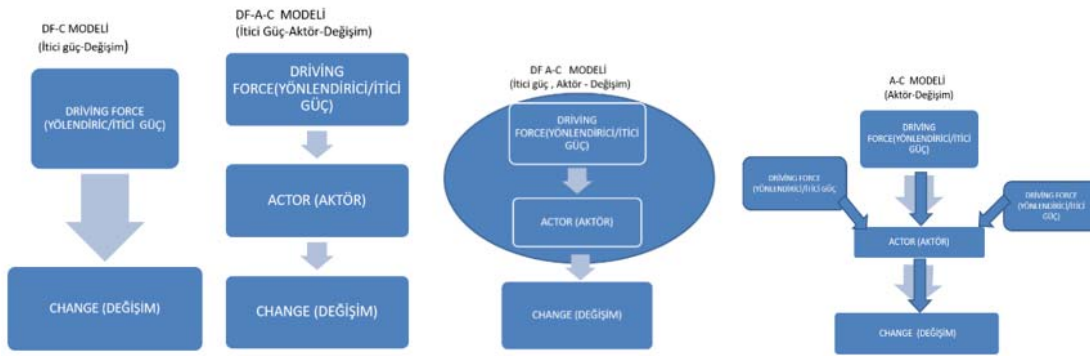 DF-C MODELİ
(İtici güç-Değişim)
DRİVİNG FORCE
(YÖLENDİRİC/İTİCİ GÜÇ)
CHANGE (DEĞİŞİM)
DF-A-C MODELİ
(İtici Güç-Aktör-Değişim)
DRİVİNG
FORCE(YÖNLENDİRİCİ/İTİCİ
GÜÇ)
ACTOR (AKTÖR)
CHANGE (DEĞİŞİM)
DF A-C MODELİ
(İtici güç , Aktör - Değişim)
DRİVİNG
FORCE(YÖNLENDİRİCİ/İTİCİ
GÜÇ)
ACTOR (AKTÖR)
CHANGE (DEĞİŞİM)
A-C MODELİ
(Aktör-Değişim)
DRİVİNG
FORCE(YÖNLENDİRİCİ/İTİCİ
GÜÇ)
DRİVİNG FORCE
(YÖNLENDİRİCİ/İTİCİ GÜÇ
DRİVİNG FORCE
(YÖNLENDİRİCİ/İTİCİ
GÜÇ)
ACTOR (AKTÖR)
CHANGE (DEĞİŞİM)